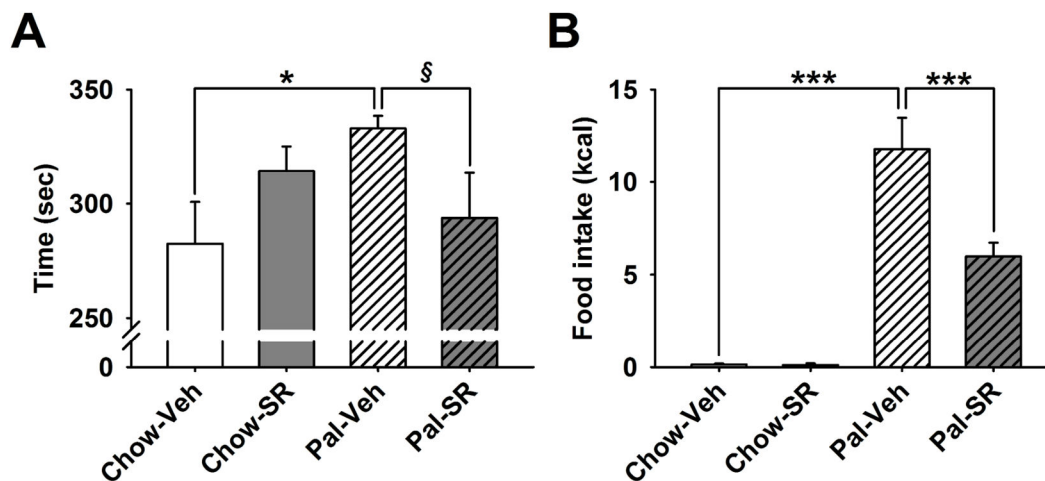 A
Time (sec)
350
300
250
0
*
§
Chow-Veh
Chow-SR
Pal-Veh
Pal-SR
B
Food intake (kcal)
15
10
5
0
***
***
Chow-Veh
Chow-SR
Pal-Veh
Pal-SR